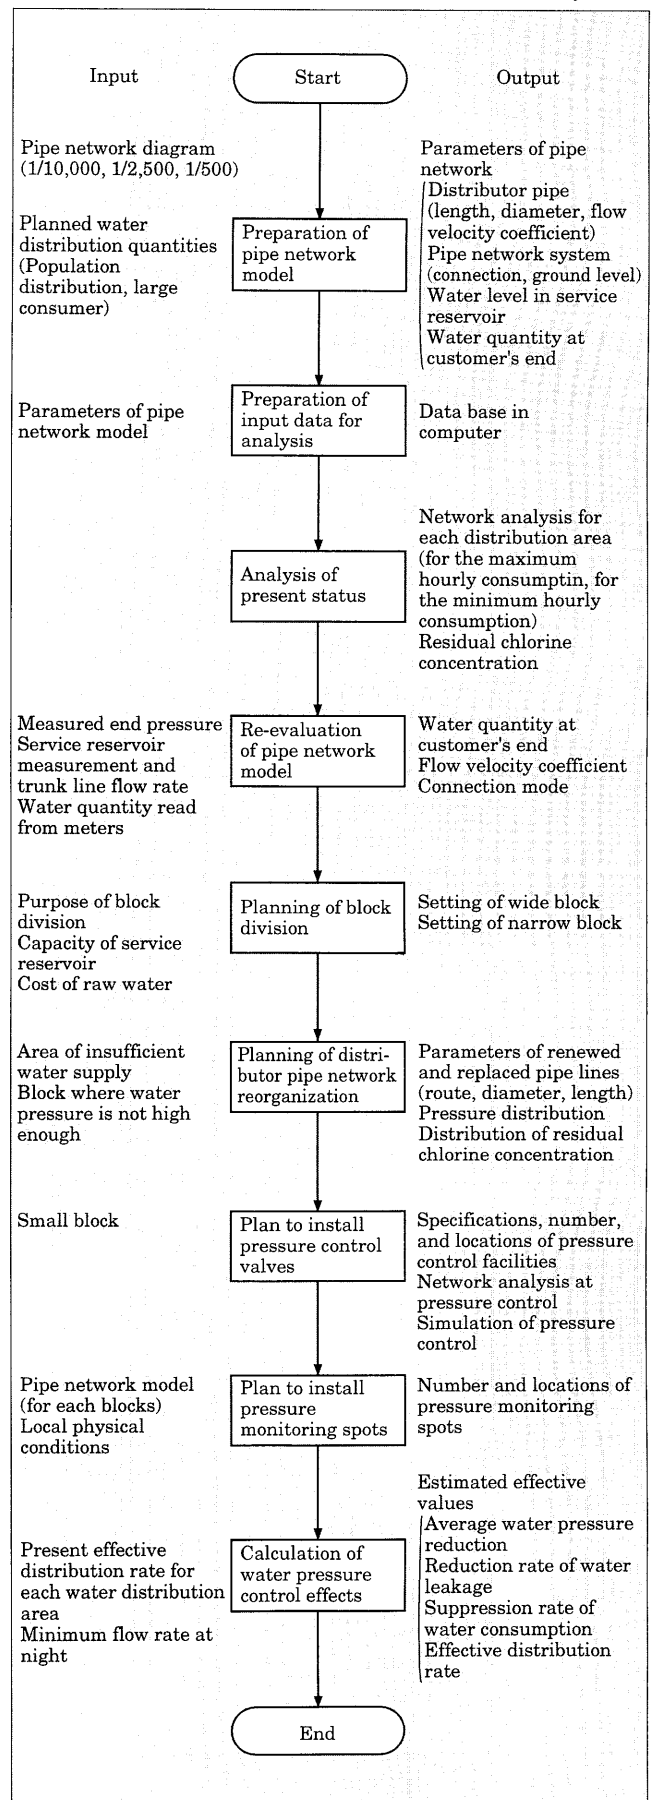 Input
Start
Output
Pipe network diagram
(1/10,000, 1/2,500, 1/500)
Parameters of pipe
network
Distributor pipe
(length, diameter, flow
velocity coefficient)
Pipe network system
(connection, ground level)
Water level in service
reservoir
Water quantity at
customer's end
Planned water
distribution quantities
(Population
distribution, large
consumer)
Preparation of
pipe network
model
Parameters of pipe
network model
Preparation of
input data for
analysis
Data base in
computer
Analysis of
present status
Network analysis for
each distribution area
(for the maximum
hourly consumptin, for
the minimum hourly
consumption)
Residual chlorine
concentration
Measured end pressure
Service reservoir
measurement and
trunk line flow rate
Water quantity read
from meters
Re-evaluation
of pipe network
model
Water quantity at
customer's end
Flow velocity coefficient
Connection mode
Purpose of block
division
Capacity of service
reservoir
Cost of raw water
Planning of block
division
Setting of wide block
Setting of narrow block
Area of insufficient
water supply
Block where water
pressure is not high
enough
Planning of distri-
butor pipe network
reorganization
Parameters of renewed
and replaced pipe lines
(route, diameter, length)
Pressure distribution
Distribution of residual
chlorine concentration
Small block
Plan to install
pressure control
valves
Specifications, number,
and locations of pressure
control facilities
Network analysis at
pressure control
Simulation of pressure
control
Pipe network model
(for each blocks)
Local physical
conditions
Plan to install
pressure
monitoring spots
Number and locations of
pressure monitoring
spots
Present effective
distribution rate for
each water distribution
area
Minimum flow rate at
night
Calculation of
water pressure
control effects
Estimated effective
values
Average water pressure
reduction
Reduction rate of water
leakage
Suppression rate of
water consumption
Effective distribution
rate
End